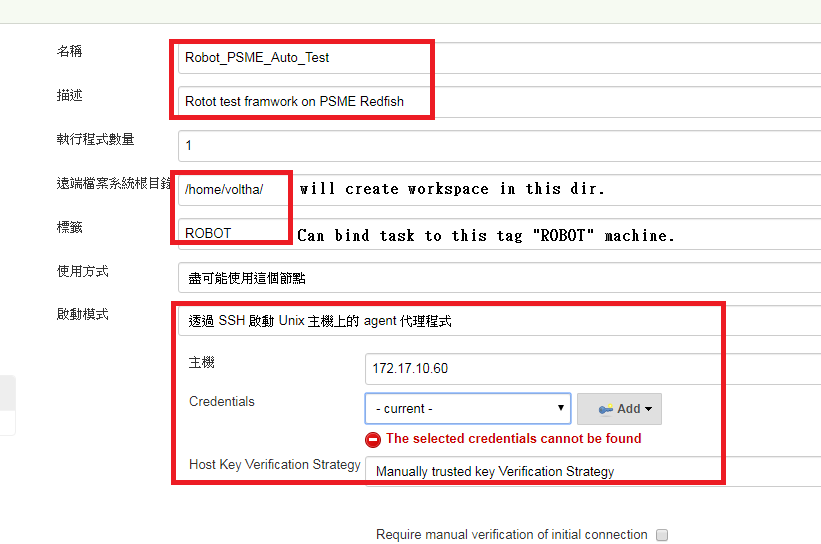 名稱 Robot_PSME_Auto_Test
描述 Rotot test framwork on PSME Redfish
執行程式數量 1
遠端檔案系統根目錄 /home/voltha/ will create workspace in this dir.
標籤 ROBOT Can bind task to this tag "ROBOT" machine.
使用方式 盡可能使用這個節點
啟動模式 透過 SSH 啟動 Unix 主機上的 agent 代理程式
主機 172.17.10.60
Credentials - current - Add
The selected credentials cannot be found
Host Key Verification Strategy Manually trusted key Verification Strategy
Require manual verification of initial connection